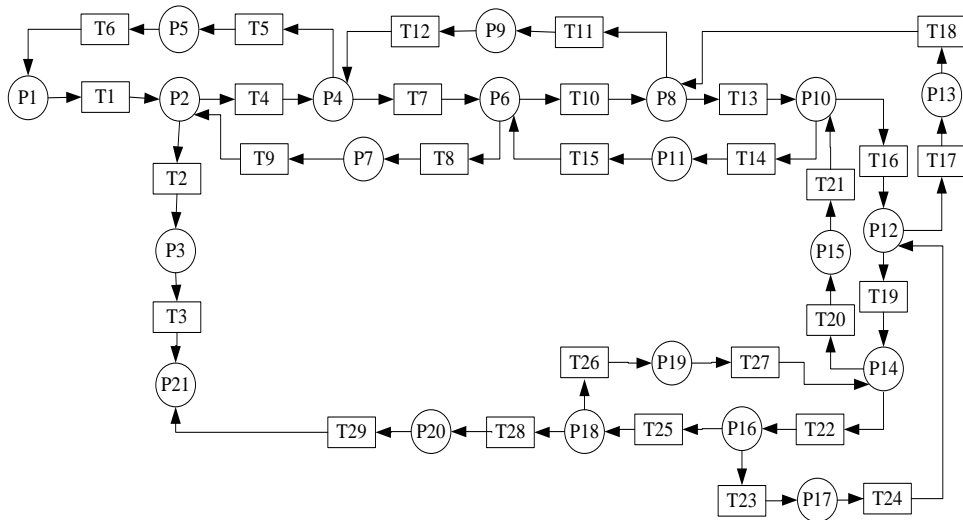 T6 P5 T5 T12 P9 T11 T18
P1 T1 P2 T4 P4 T7 P6 T10 P8 T13 P10 P13
T9 P7 T8 T15 P11 T14 T16 T17
T2 T21
P3 P15 P12
T3 T20 T19
P21 T26 P19 T27 P14
T29 P20 T28 P18 T25 P16 T22
T23 P17 T24